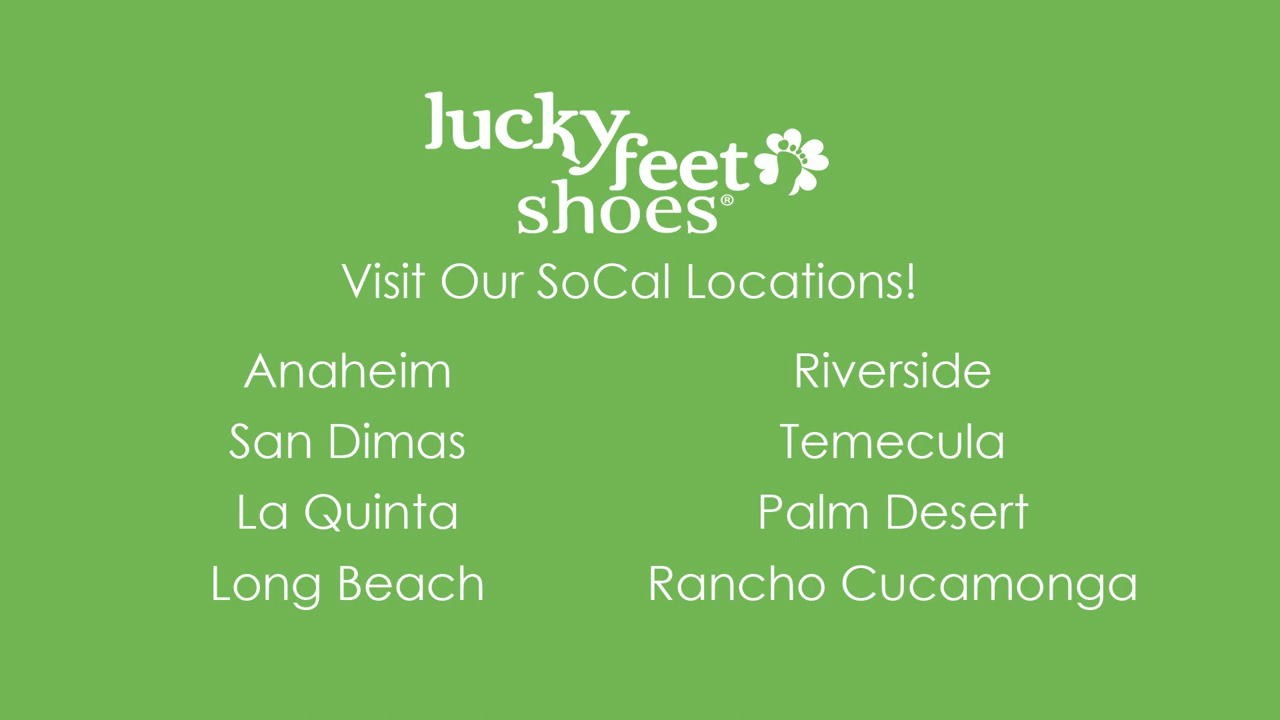 lucky
feet
shoes®
Visit Our SoCal Locations!
Anaheim
San Dimas
La Quinta
Long Beach
Riverside
Temecula
Palm Desert
Rancho Cucamonga